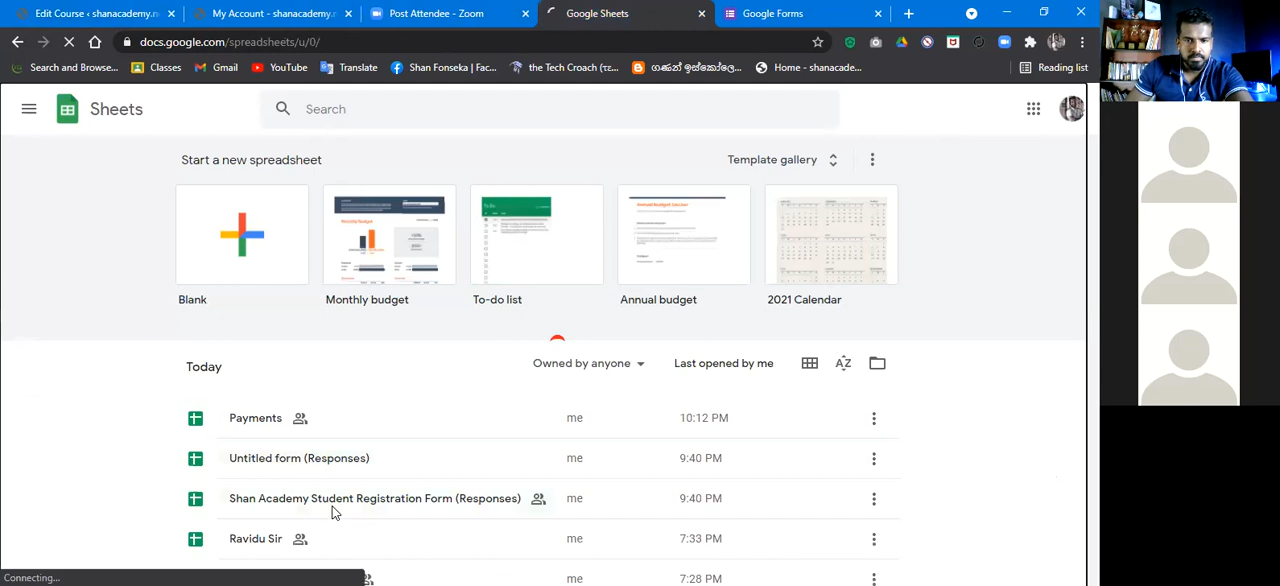 Edit Course ‹ shanacademy.n
My Account - shanacademy.n
Post Attendee - Zoom
Google Sheets
Google Forms
docs.google.com/spreadsheets/u/0/
Search and Browse...
Classes
Gmail
YouTube
Translate
Shan Fonseka | Fac...
the Tech Croach (ශ...
ගණන් ඉස්කෝලෙ...
Home - shanacade...
Reading list
Sheets
Search
Start a new spreadsheet
Template gallery
Blank
Monthly budget
To-do list
Annual budget
2021 Calendar
Today
Owned by anyone
Last opened by me
AZ
Payments me 10:12 PM
Untitled form (Responses) me 9:40 PM
Shan Academy Student Registration Form (Responses) me 9:40 PM
Ravidu Sir me 7:33 PM
me 7:28 PM
Connecting...